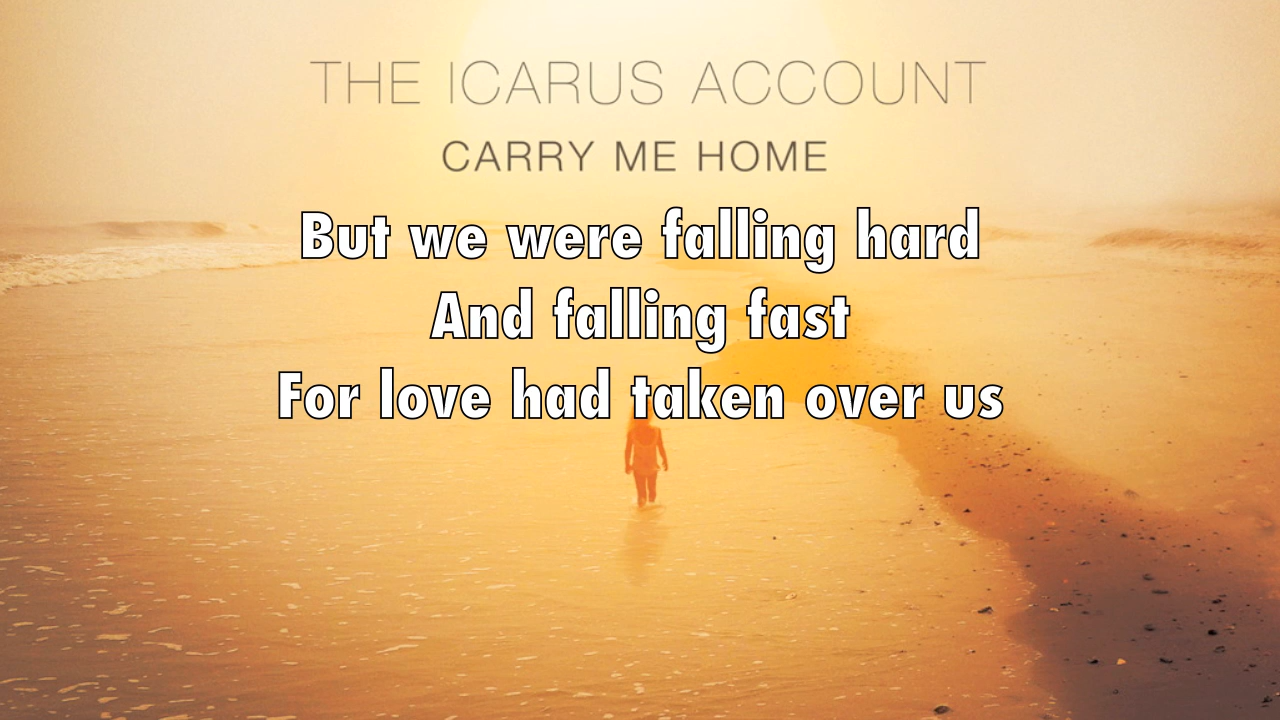 THE ICARUS ACCOUNT
CARRY ME HOME
But we were falling hard
And falling fast
For love had taken over us